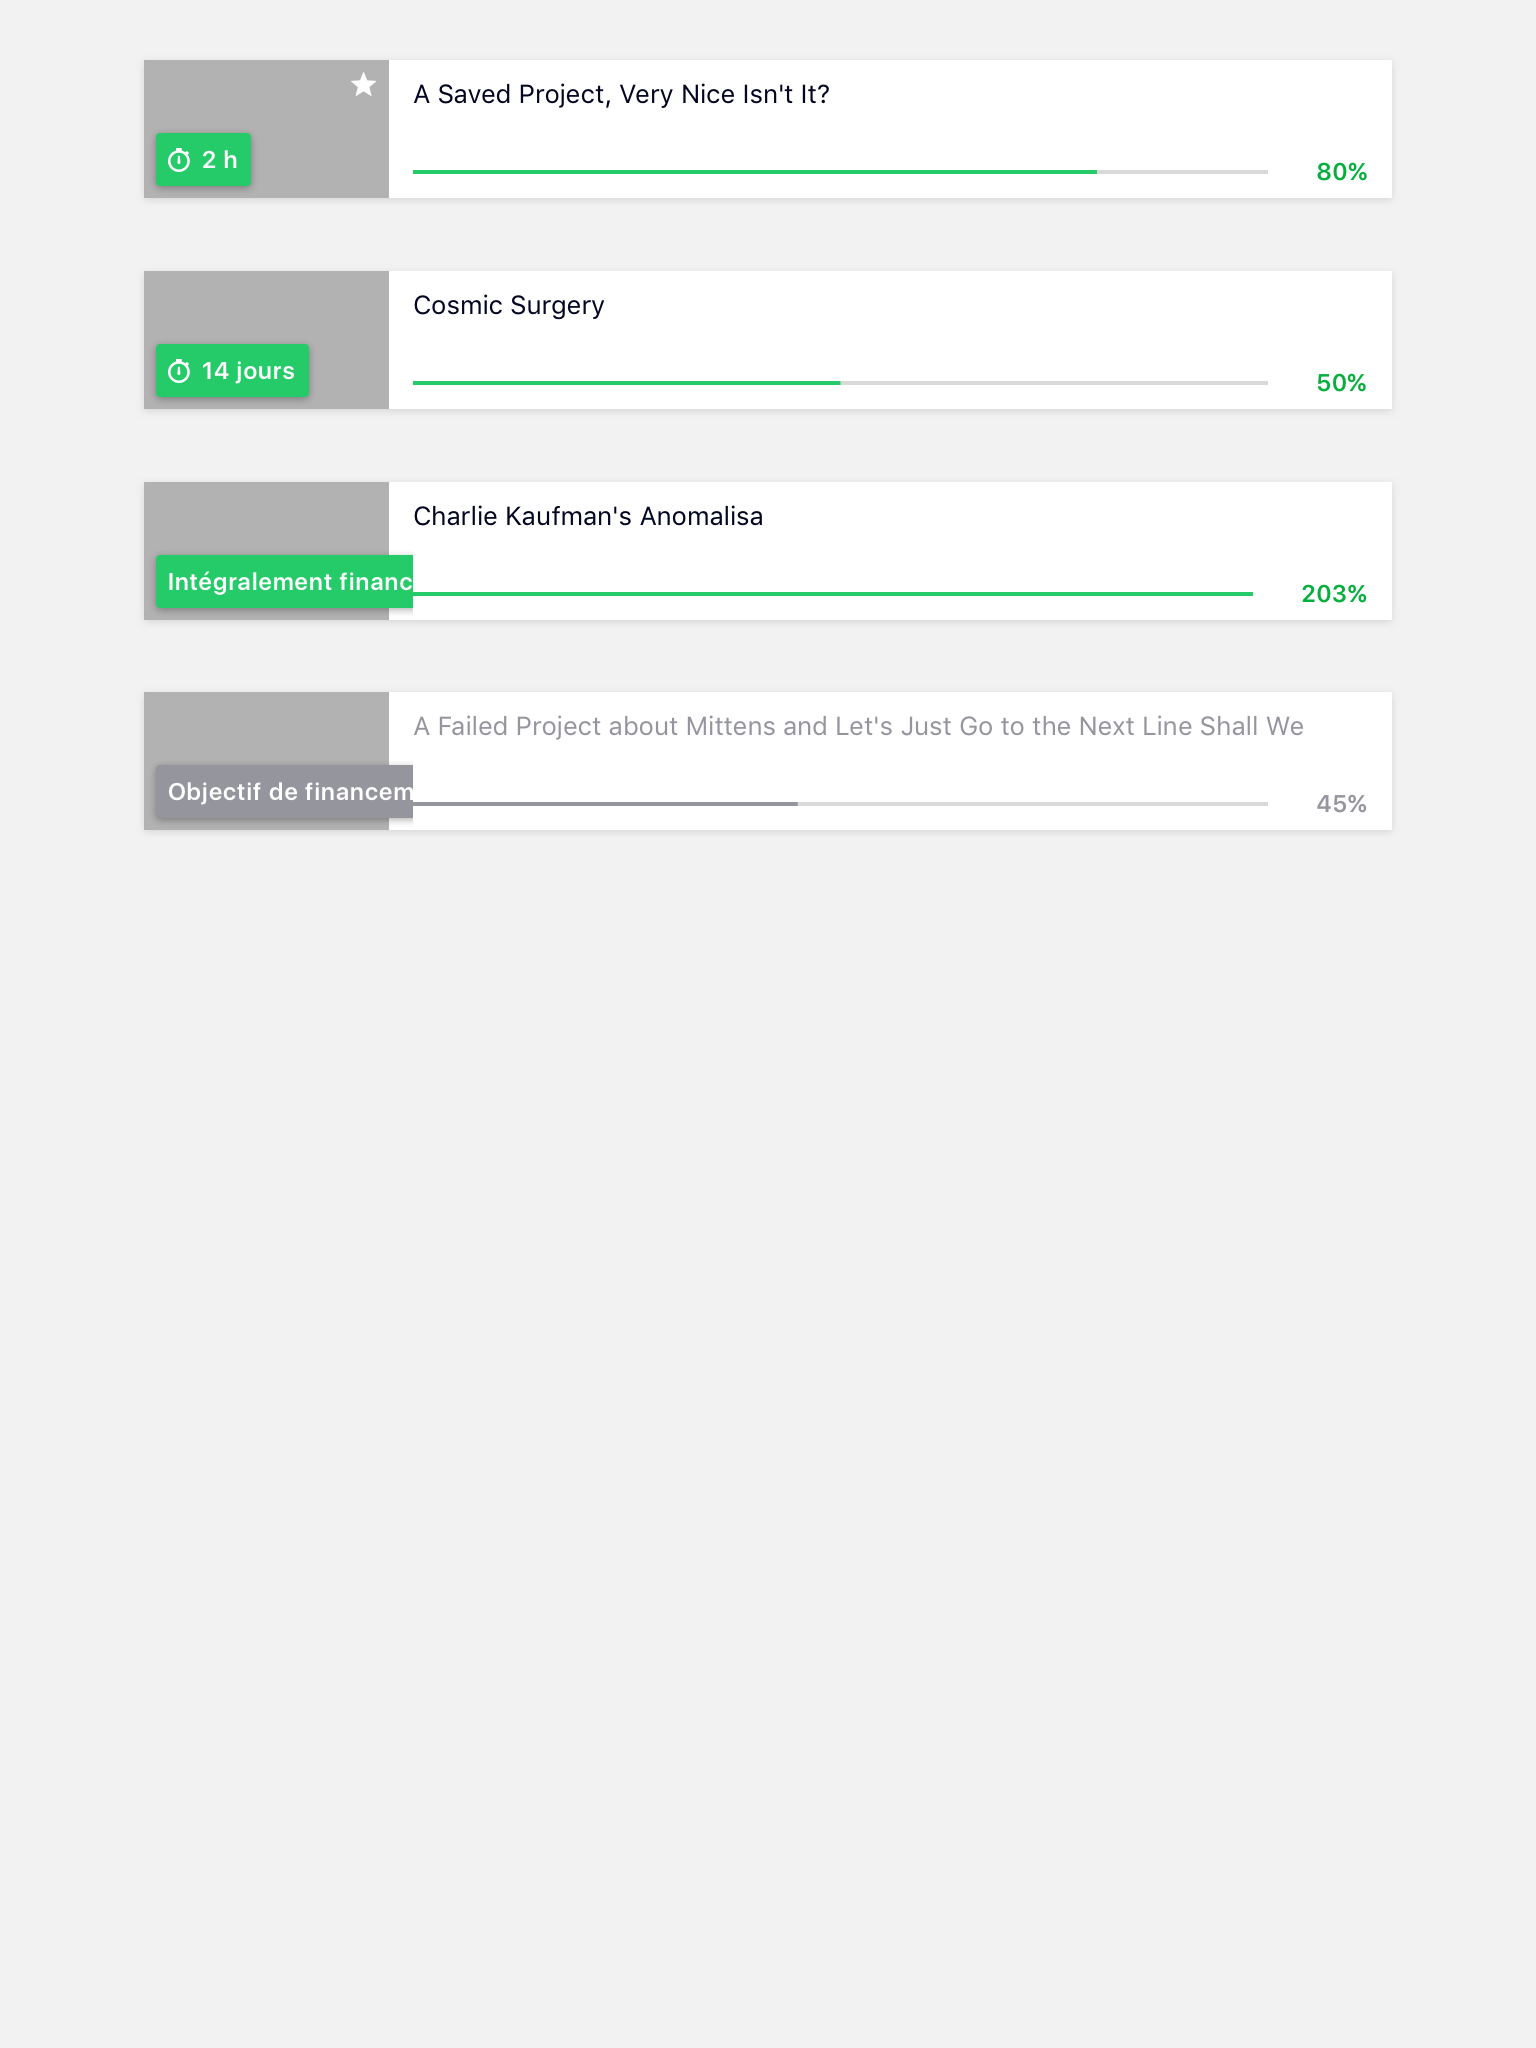 A Saved Project, Very Nice Isn't It?
2 h
80%
Cosmic Surgery
14 jours
50%
Charlie Kaufman's Anomalisa
Intégralement financ
203%
A Failed Project about Mittens and Let's Just Go to the Next Line Shall We
Objectif de financem
45%